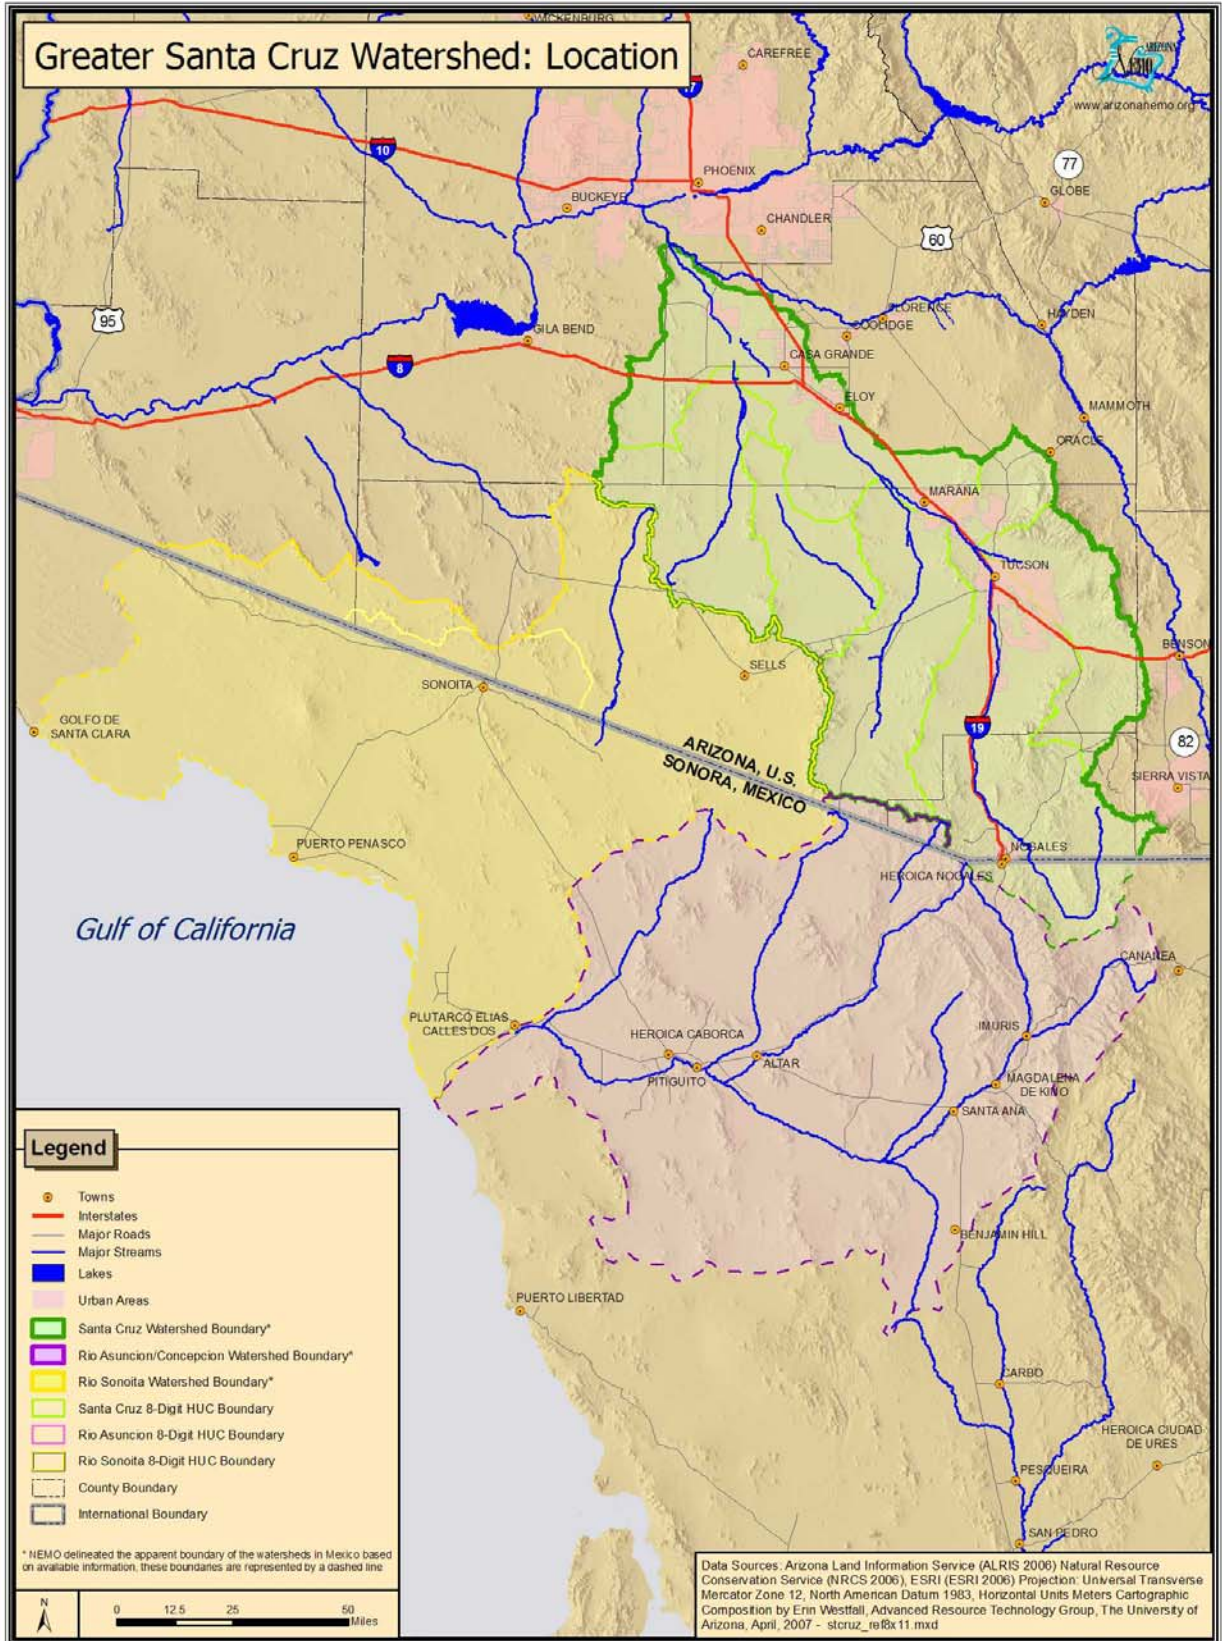 WICKENBURG
Greater Santa Cruz Watershed: Location
CAREFREE
ARIZONA
NEMO
www.arizonanemo.org
10
77
PHOENIX
GLOBE
BUCKEYE
CHANDLER
60
95
FLORENCE
COOLIDGE
HAYDEN
GILA BEND
CASA GRANDE
8
ELOY
MAMMOTH
ORACLE
MARANA
TUCSON
BENSON
SELLS
SONOITA
GOLFO DE
SANTA CLARA
19
82
ARIZONA, U.S.
SONORA, MEXICO
SIERRA VISTA
PUERTO PENASCO
NOGALES
HEROICA NOGALES
Gulf of California
CANANEA
PLUTARCO ELIAS
CALLES DOS
HEROICA CABORCA
IMURIS
ALTAR
PITIGUITO
MAGDALENA
DE KINO
SANTA ANA
BENJAMIN HILL
PUERTO LIBERTAD
CARBO
HEROICA CIUDAD
DE URES
PESQUEIRA
SAN PEDRO
Legend
Towns
Interstates
Major Roads
Major Streams
Lakes
Urban Areas
Santa Cruz Watershed Boundary*
Rio Asuncion/Concepcion Watershed Boundary*
Rio Sonoita Watershed Boundary*
Santa Cruz 8-Digit HUC Boundary
Rio Asuncion 8-Digit HUC Boundary
Rio Sonoita 8-Digit HUC Boundary
County Boundary
International Boundary
* NEMO delineated the apparent boundary of the watersheds in Mexico based
on available information, these boundaries are represented by a dashed line
N
0 12.5 25 50
Miles
Data Sources: Arizona Land Information Service (ALRIS 2006) Natural Resource
Conservation Service (NRCS 2006), ESRI (ESRI 2006) Projection: Universal Transverse
Mercator Zone 12, North American Datum 1983, Horizontal Units Meters Cartographic
Composition by Erin Westfall, Advanced Resource Technology Group, The University of
Arizona, April, 2007 - stcruz_ref8x11.mxd